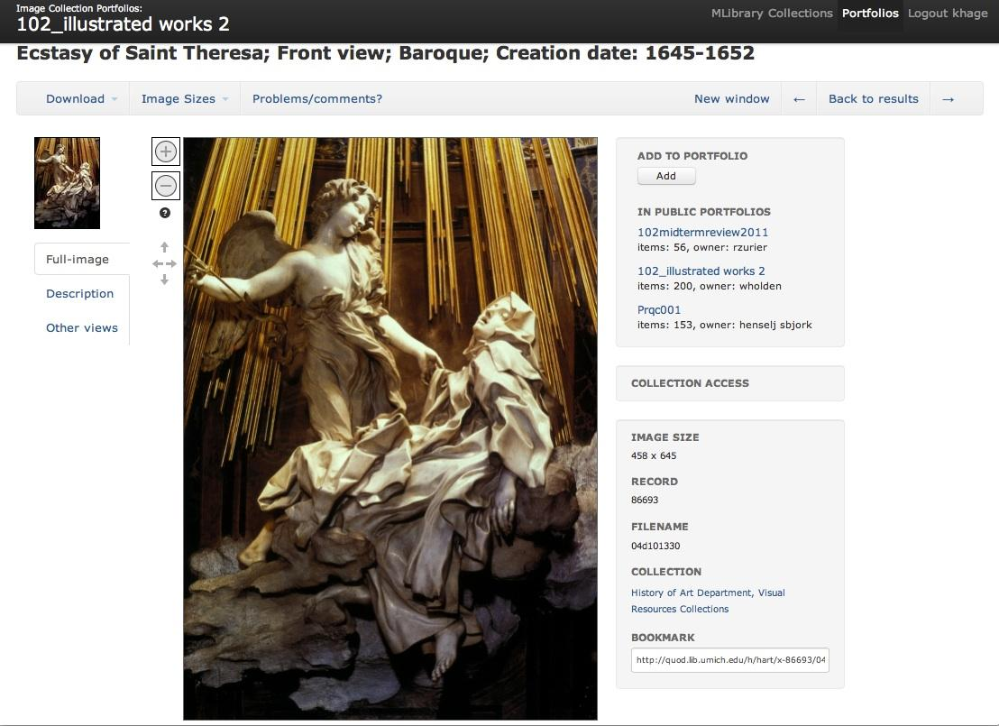 Image Collection Portfolios:
102_illustrated works 2
MLibrary Collections Portfolios Logout khage
Ecstasy of Saint Theresa; Front view; Baroque; Creation date: 1645-1652
Download Image Sizes Problems/comments? New window ← Back to results →
Full-image
Description
Other views
ADD TO PORTFOLIO
Add
IN PUBLIC PORTFOLIOS
102midtermreview2011
items: 56, owner: rzurier
102_illustrated works 2
items: 200, owner: wholden
Prqc001
items: 153, owner: henselj sbjork
COLLECTION ACCESS
IMAGE SIZE
458 x 645
RECORD
86693
FILENAME
04d101330
COLLECTION
History of Art Department, Visual
Resources Collections
BOOKMARK
http://quod.lib.umich.edu/h/hart/x-86693/04